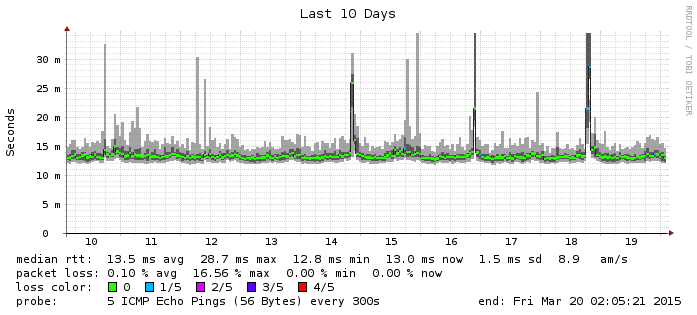 Last 10 Days
RRDTOOL / TOBI OETIKER
Seconds
30 m
25 m
20 m
15 m
10 m
5 m
0
10 11 12 13 14 15 16 17 18 19
median rtt: 13.5 ms avg 28.7 ms max 12.8 ms min 13.0 ms now 1.5 ms sd 8.9 am/s
packet loss: 0.10 % avg 16.56 % max 0.00 % min 0.00 % now
loss color: 0 1/5 2/5 3/5 4/5
probe: 5 ICMP Echo Pings (56 Bytes) every 300s end: Fri Mar 20 02:05:21 2015